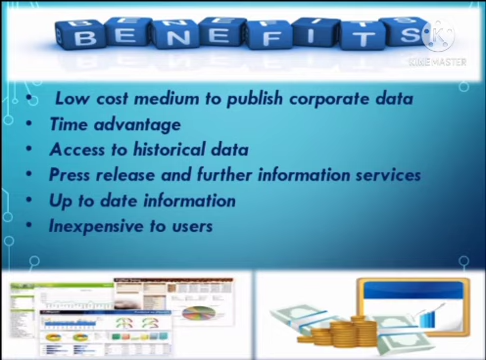 BENEFITS
KINEMASTER
Low cost medium to publish corporate data
Time advantage
Access to historical data
Press release and further information services
Up to date information
Inexpensive to users